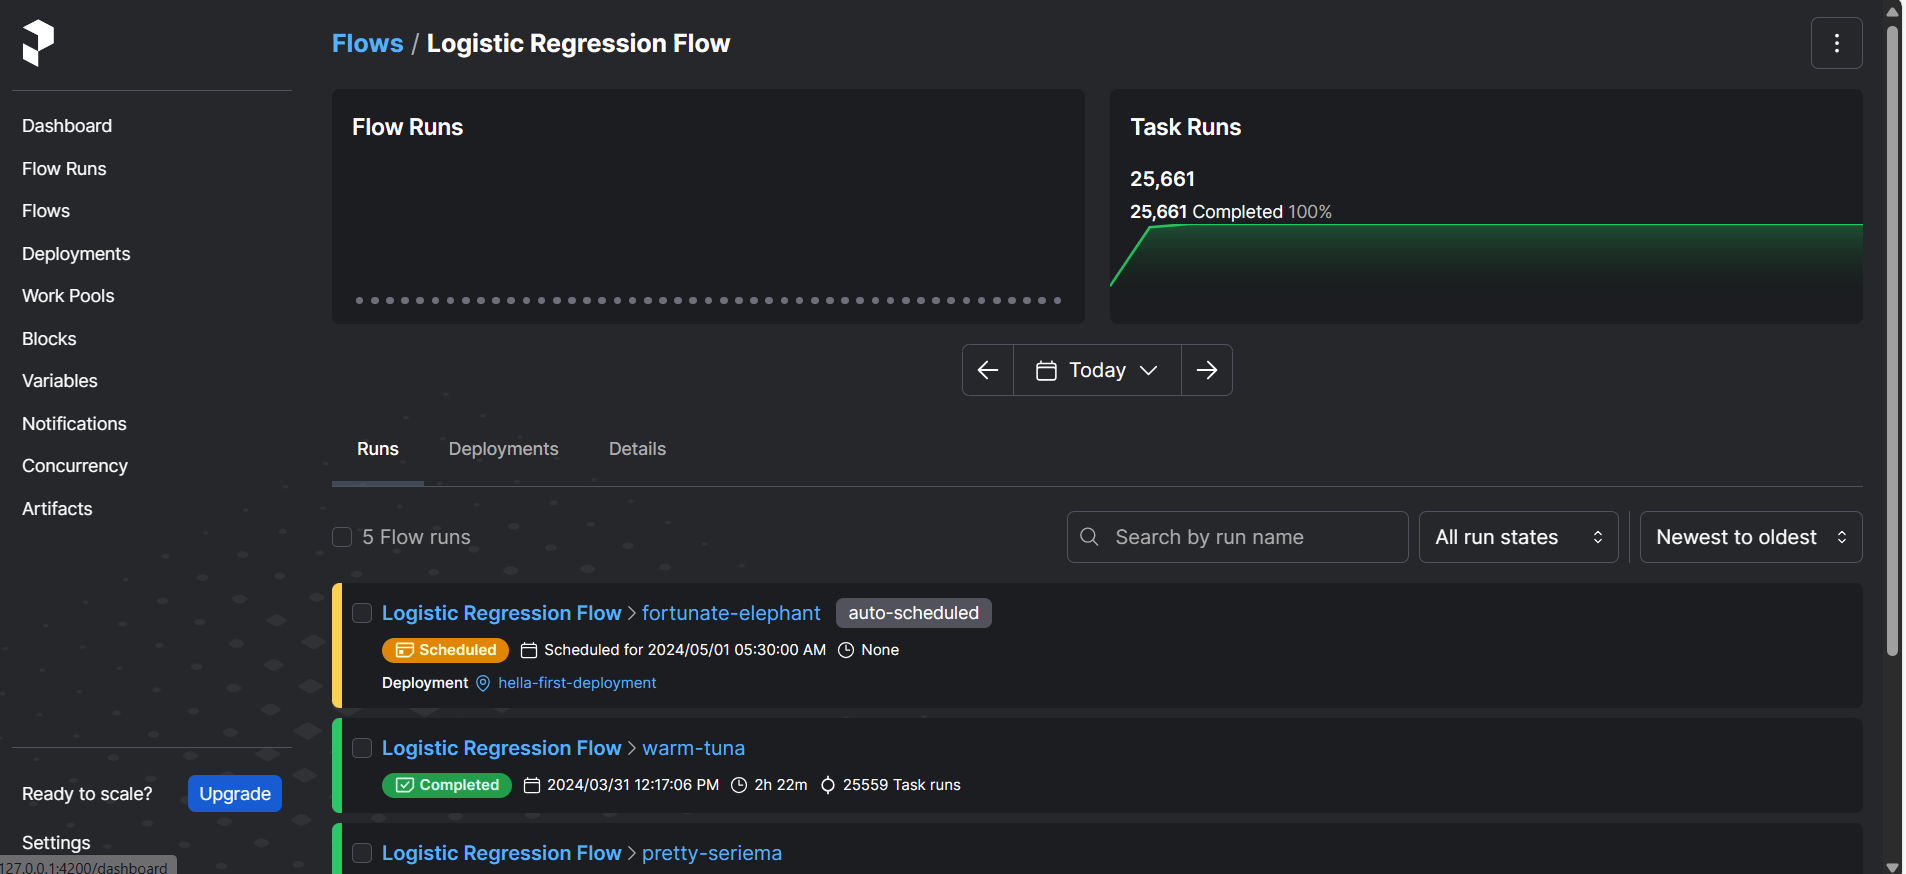 Flows / Logistic Regression Flow
Dashboard
Flow Runs
Flows
Deployments
Work Pools
Blocks
Variables
Notifications
Concurrency
Artifacts
Ready to scale? Upgrade
Settings
127.0.0.1:4200/dashboard
Flow Runs
Task Runs
25,661
25,661 Completed 100%
Today
Runs Deployments Details
5 Flow runs Search by run name All run states Newest to oldest
Logistic Regression Flow > fortunate-elephant auto-scheduled
Scheduled Scheduled for 2024/05/01 05:30:00 AM None
Deployment hella-first-deployment
Logistic Regression Flow > warm-tuna
Completed 2024/03/31 12:17:06 PM 2h 22m 25559 Task runs
Logistic Regression Flow > pretty-seriema